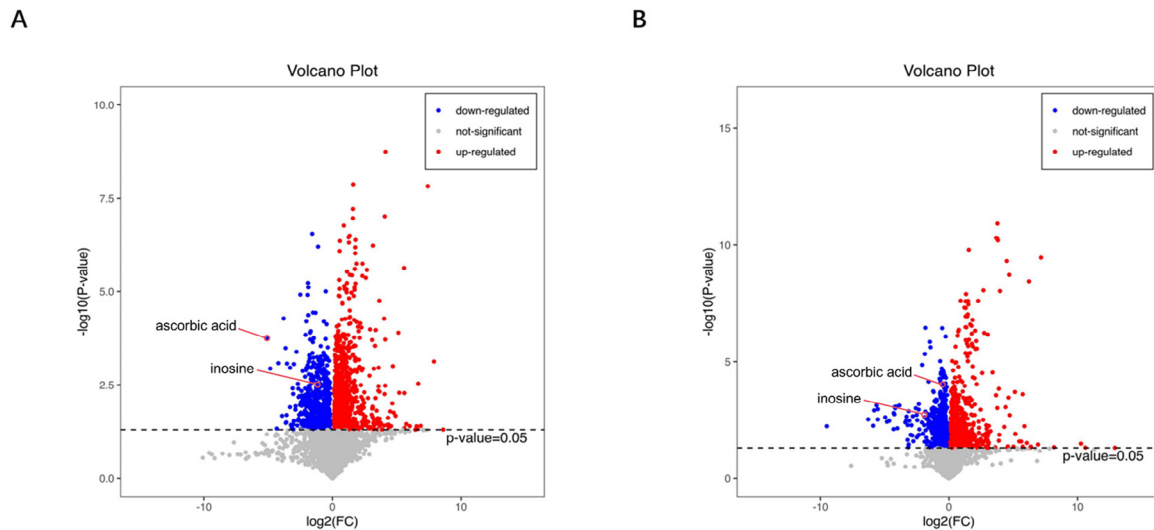 A
Volcano Plot
10.0
7.5
5.0
2.5
0.0
-log10(P-value)
down-regulated
not-significant
up-regulated
ascorbic acid
inosine
p-value=0.05
-10
0
10
log2(FC)
B
Volcano Plot
15
10
5
0
-log10(P-value)
down-regulated
not-significant
up-regulated
ascorbic acid
inosine
p-value=0.05
-10
0
10
log2(FC)